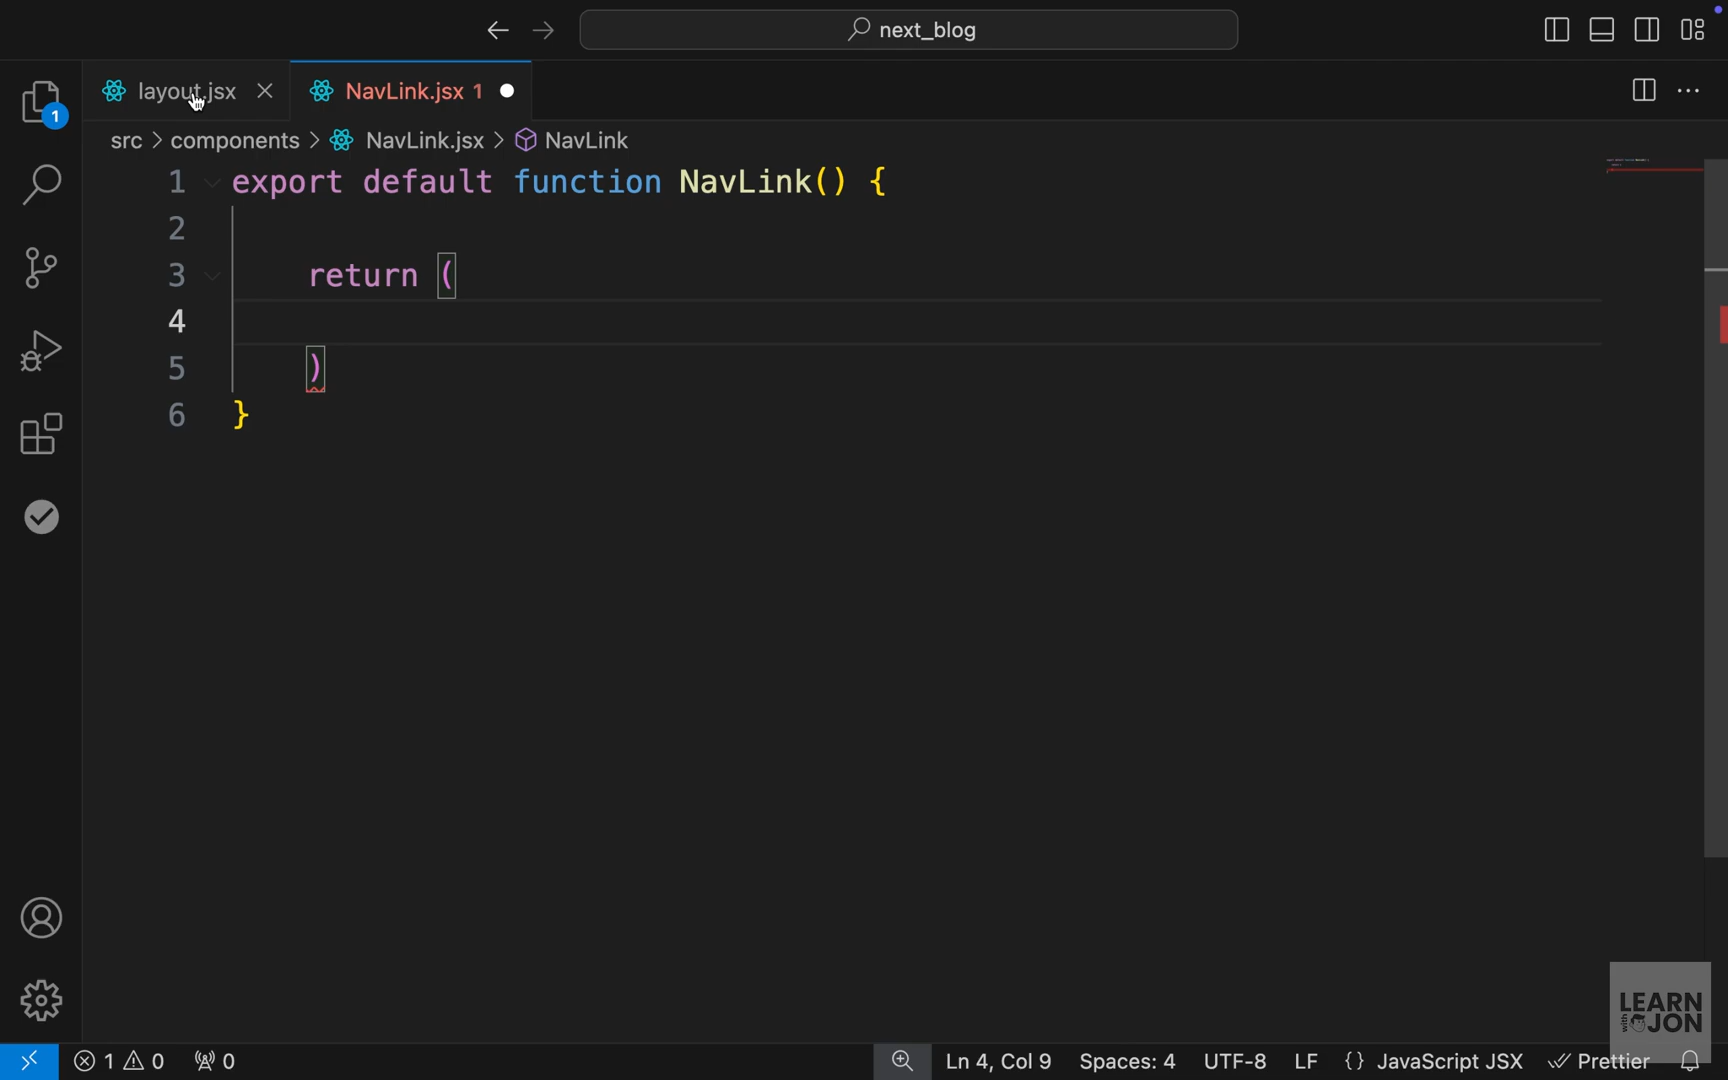 next_blog
1
layout.jsx
NavLink.jsx 1
src > components > NavLink.jsx > NavLink
1 export default function NavLink() {
2
3 return (
4
5 )
6 }
LEARN
with JON
1 0 0 Ln 4, Col 9 Spaces: 4 UTF-8 LF {} JavaScript JSX Prettier